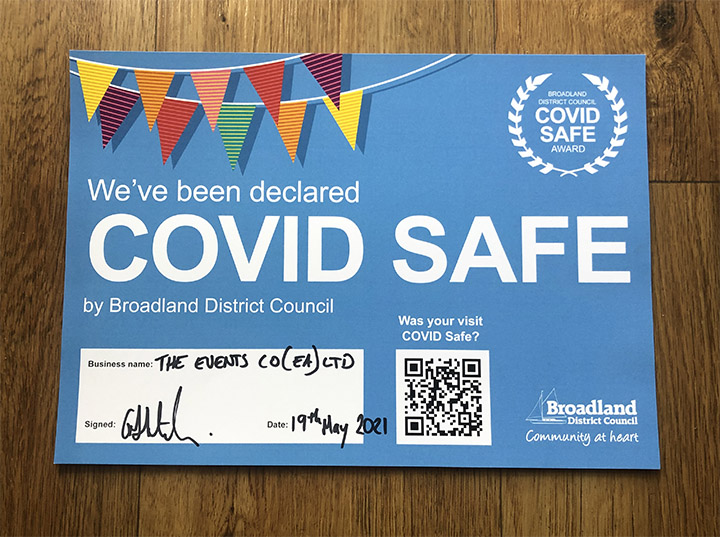 BROADLAND
DISTRICT COUNCIL
COVID
SAFE
AWARD
We've been declared
COVID SAFE
by Broadland District Council
Was your visit
COVID Safe?
Business name: THE EVENTS CO(EA)LTD
Signed:
Date: 19th May 2021
Broadland
District Council
Community at heart